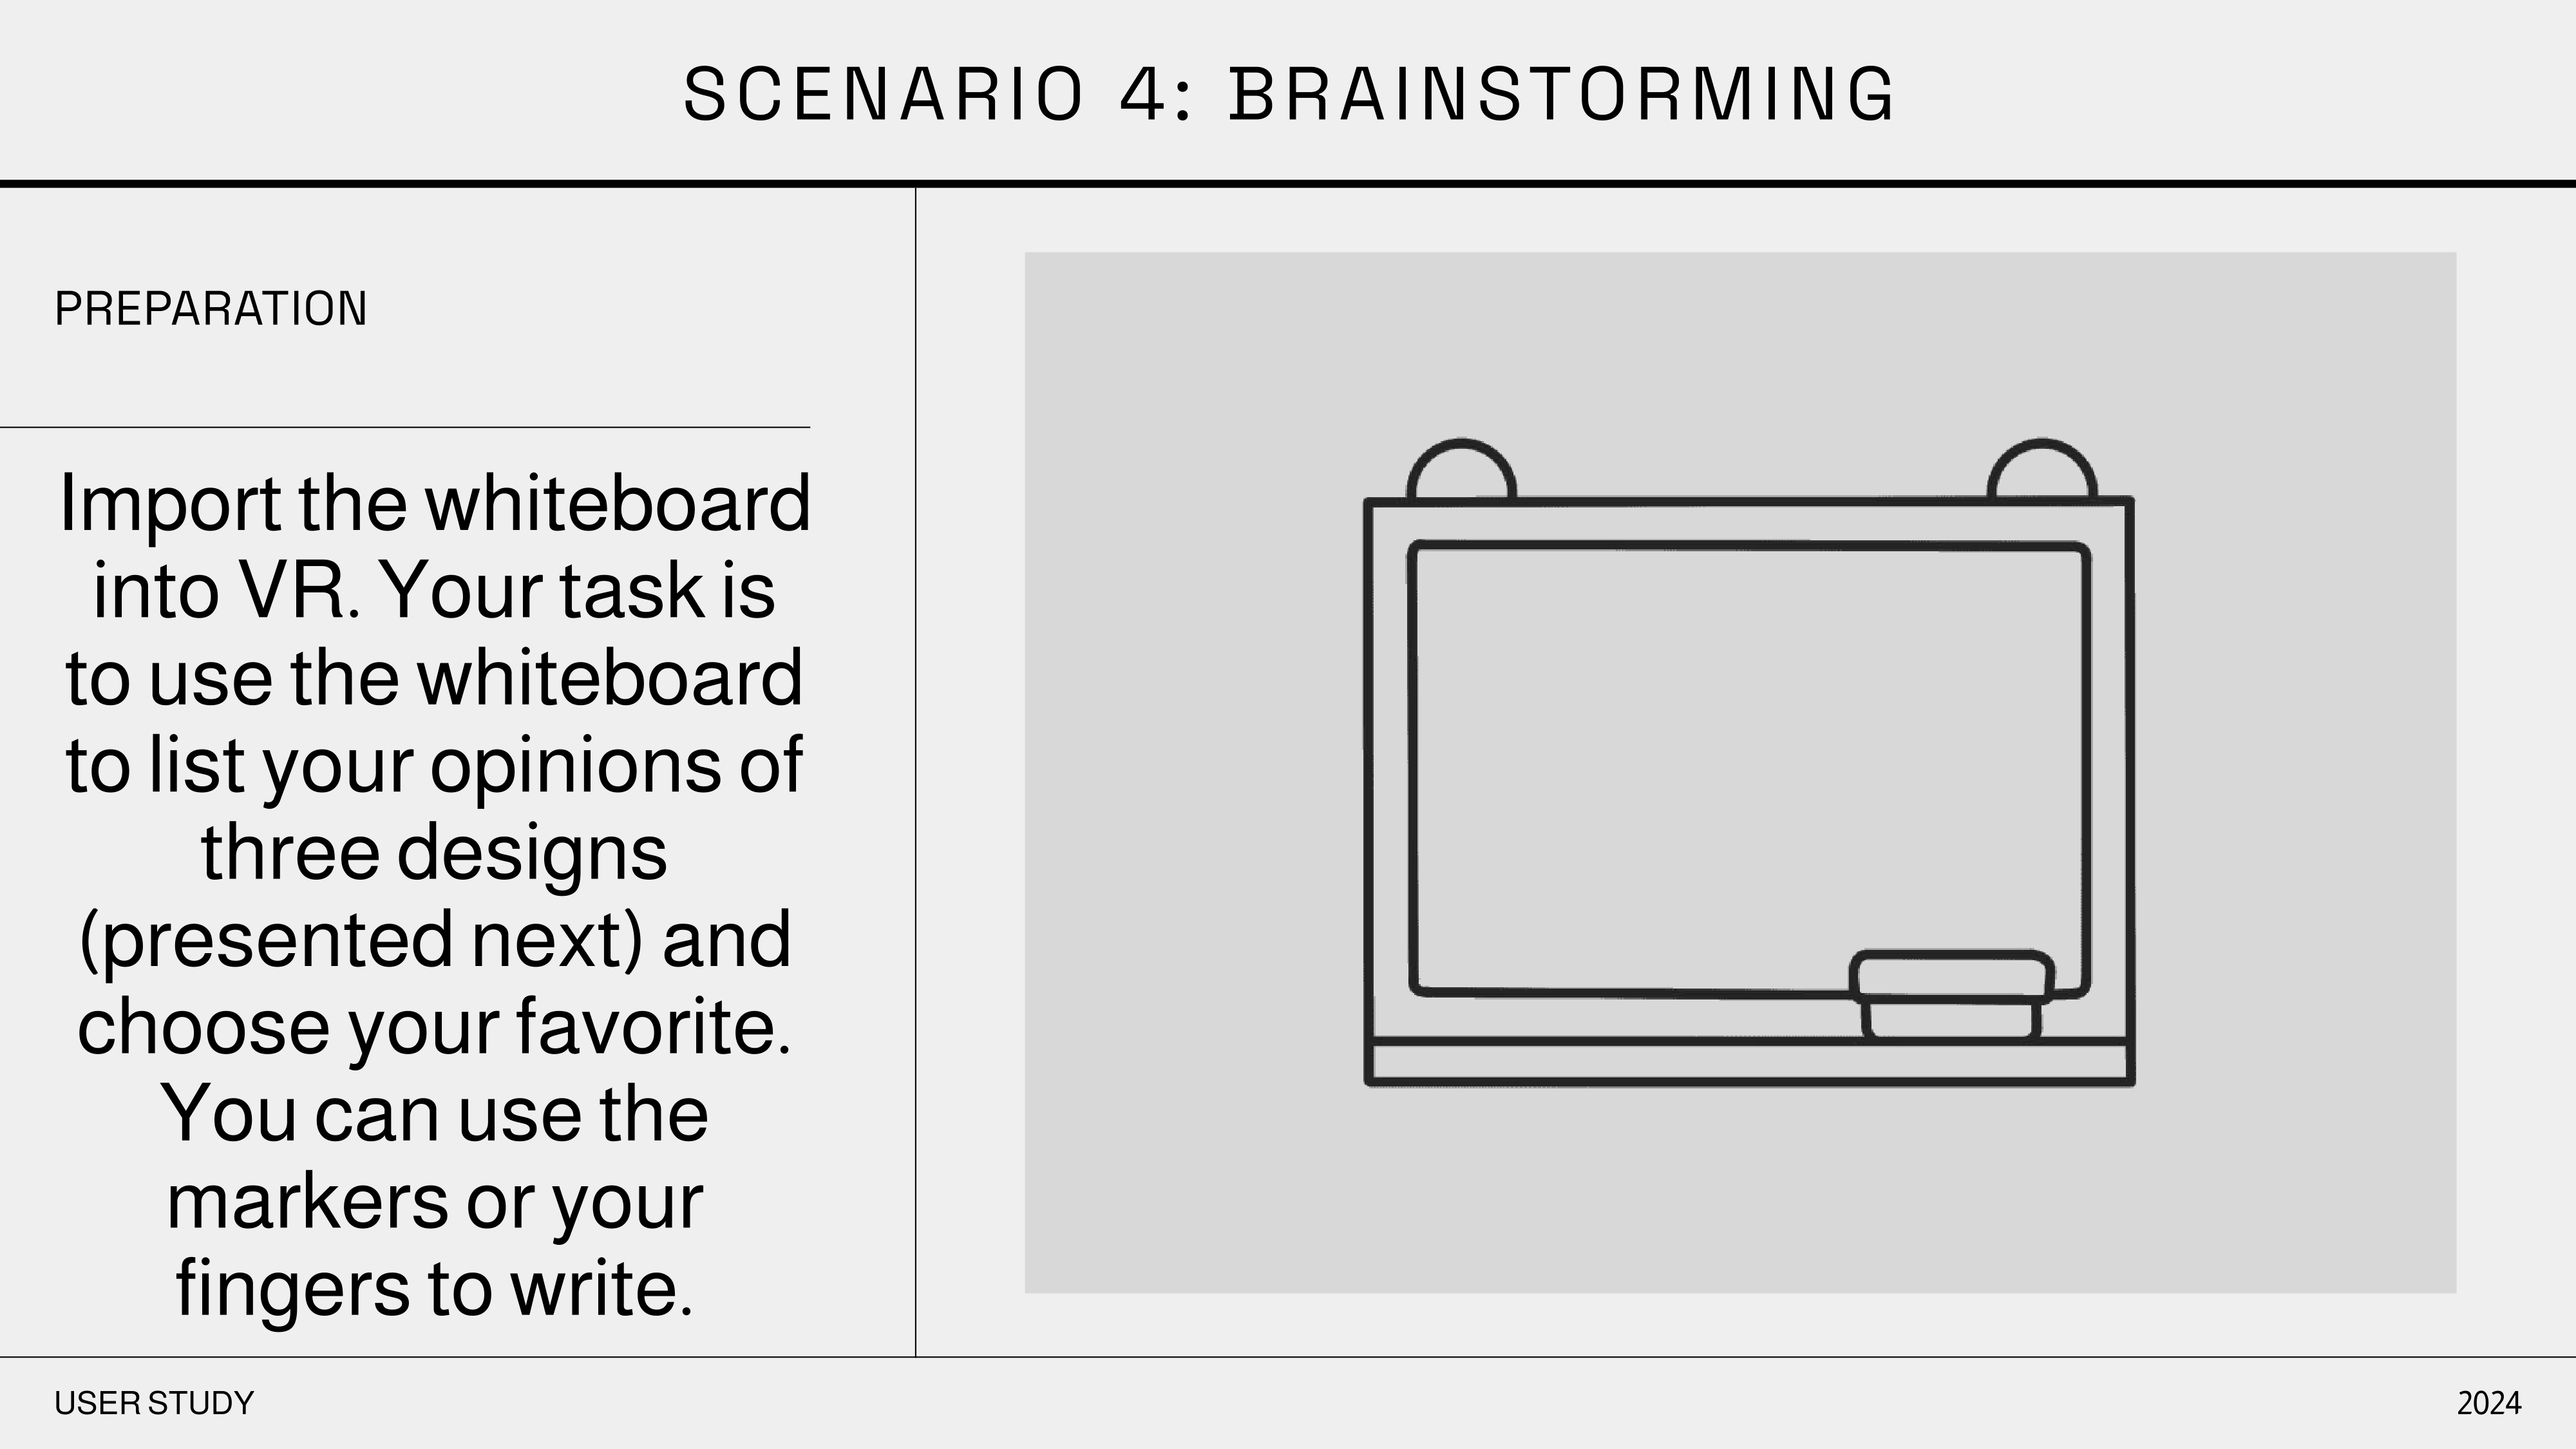 SCENARIO 4: BRAINSTORMING
PREPARATION
Import the whiteboard
into VR. Your task is
to use the whiteboard
to list your opinions of
three designs
(presented next) and
choose your favorite.
You can use the
markers or your
fingers to write.
USER STUDY
2024